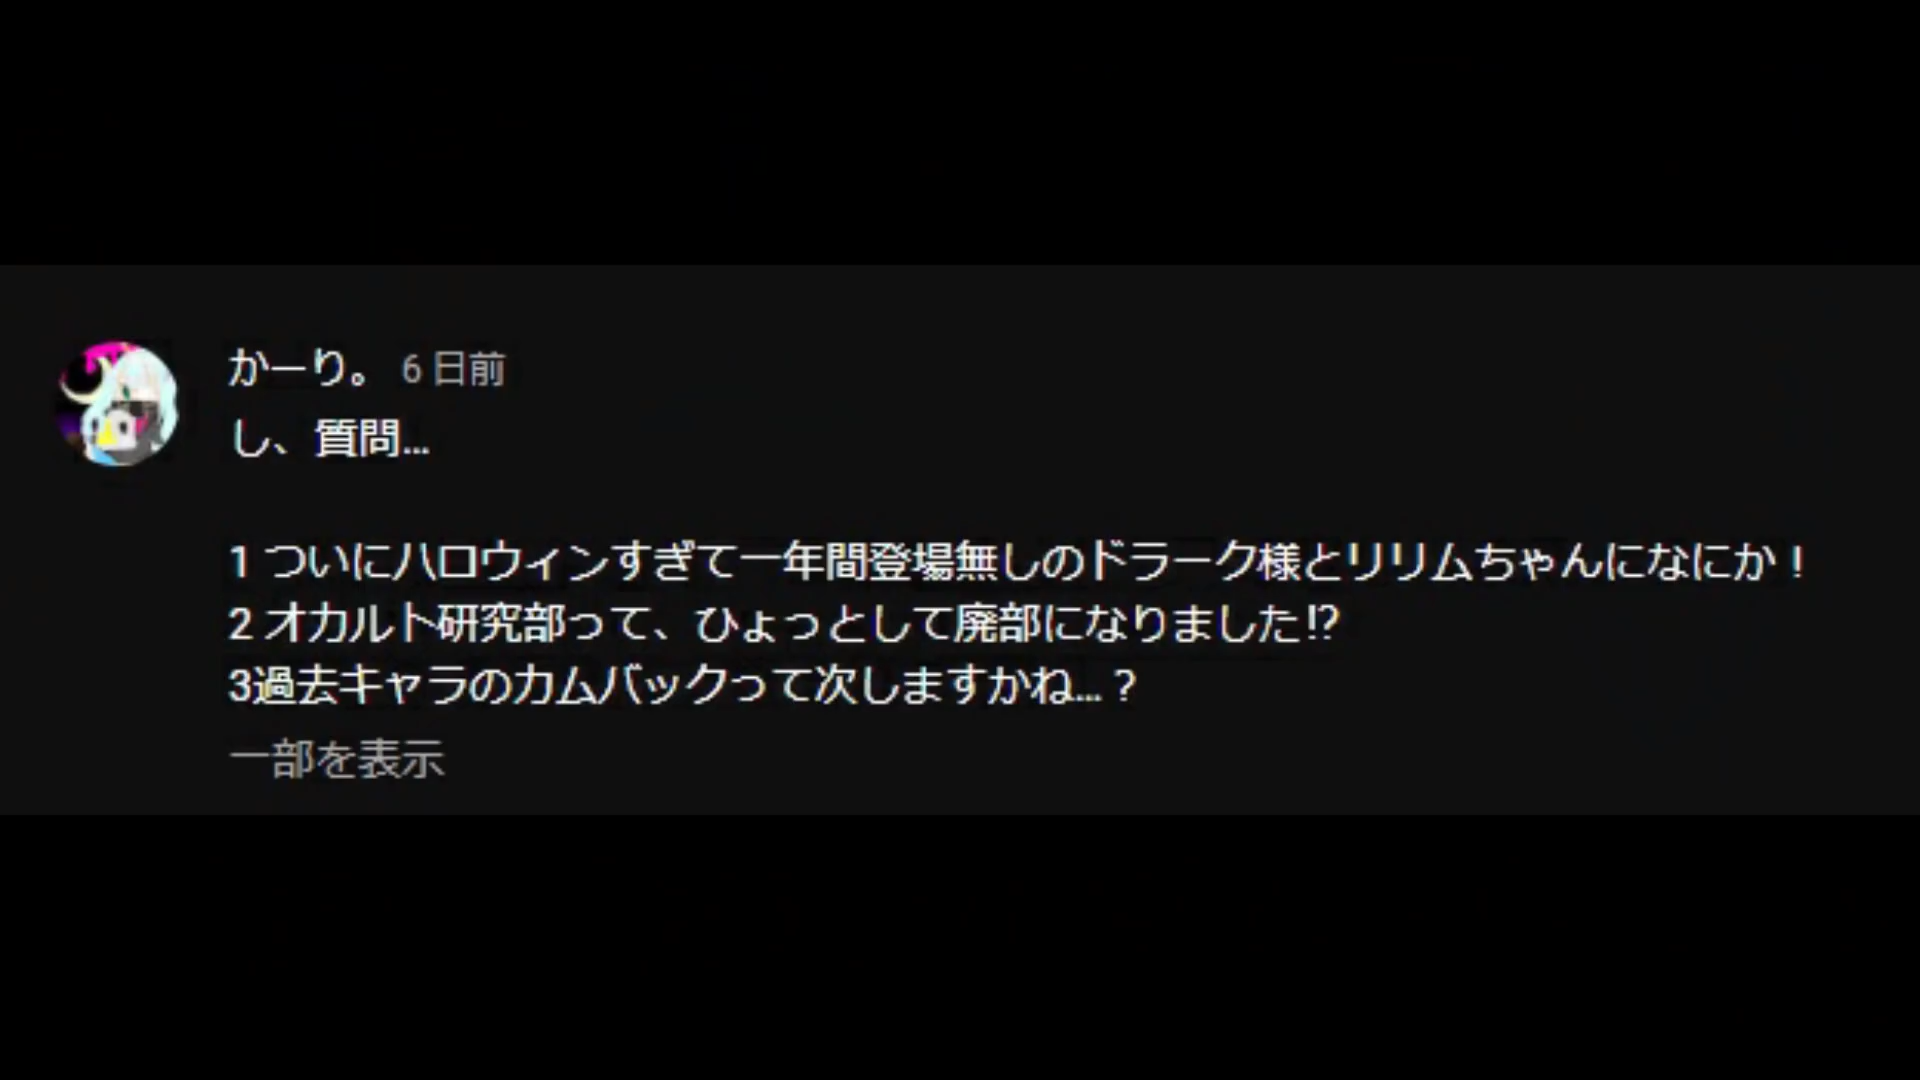 かーり。 6 日前
し、質問...
1 ついにハロウィンすぎて一年間登場無しのドラーク様とリリムちゃんになにか！
2 オカルト研究部って、ひょっとして廃部になりました⁉
3過去キャラのカムバックって次しますかね...？
一部を表示